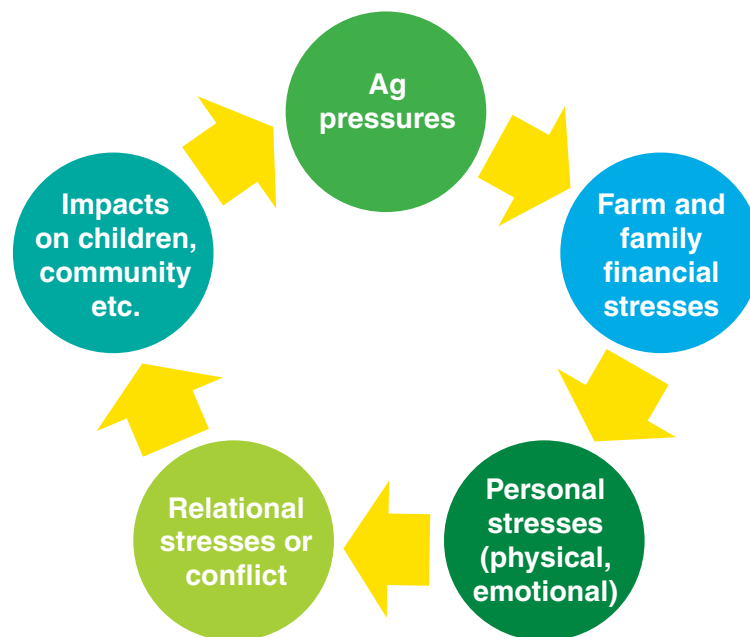 Ag
pressures
Farm and
family
financial
stresses
Personal
stresses
(physical,
emotional)
Relational
stresses or
conflict
Impacts
on children,
community
etc.